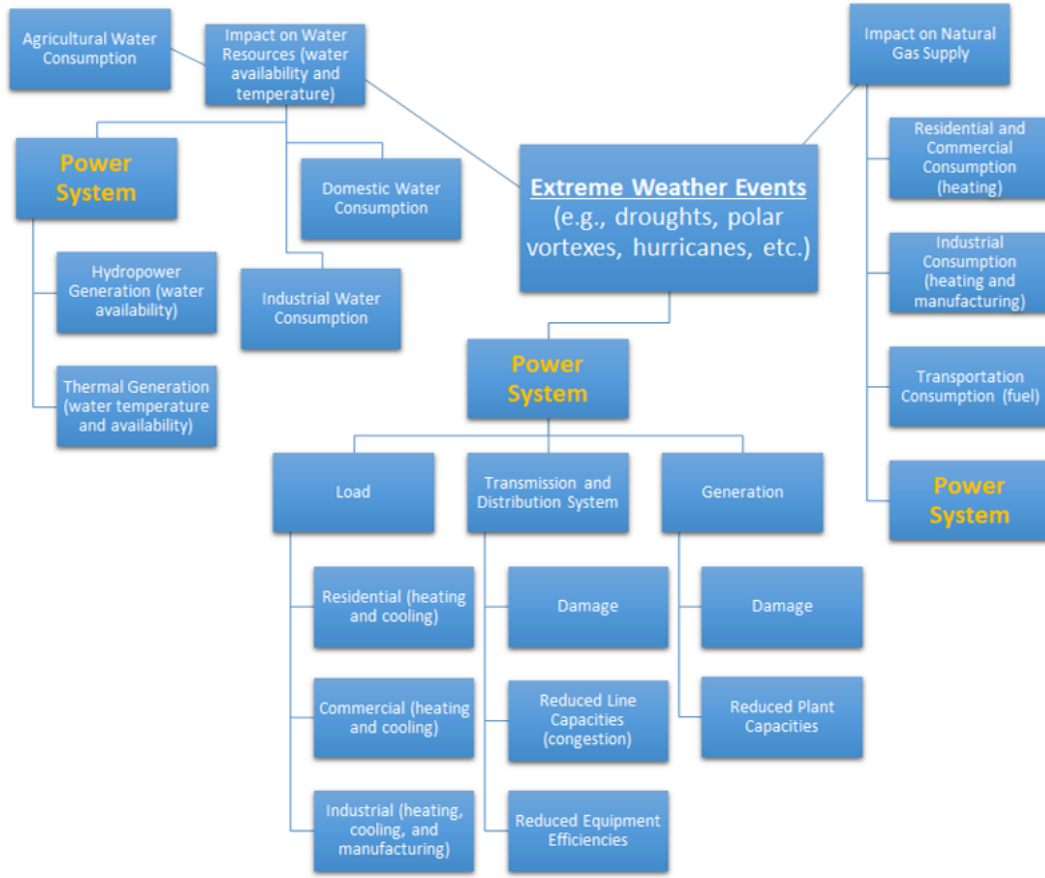 Agricultural Water
Consumption
Impact on Water
Resources (water
availability and
temperature)
Impact on Natural
Gas Supply
Power
System
Domestic Water
Consumption
Hydropower
Generation (water
availability)
Industrial Water
Consumption
Thermal Generation
(water temperature
and availability)
Extreme Weather Events
(e.g., droughts, polar
vortexes, hurricanes, etc.)
Residential and
Commercial
Consumption
(heating)
Industrial
Consumption
(heating and
manufacturing)
Transportation
Consumption (fuel)
Power
System
Power
System
Load
Transmission and
Distribution System
Generation
Residential (heating
and cooling)
Commercial (heating
and cooling)
Industrial (heating,
cooling, and
manufacturing)
Damage
Reduced Line
Capacities
(congestion)
Reduced Equipment
Efficiencies
Damage
Reduced Plant
Capacities